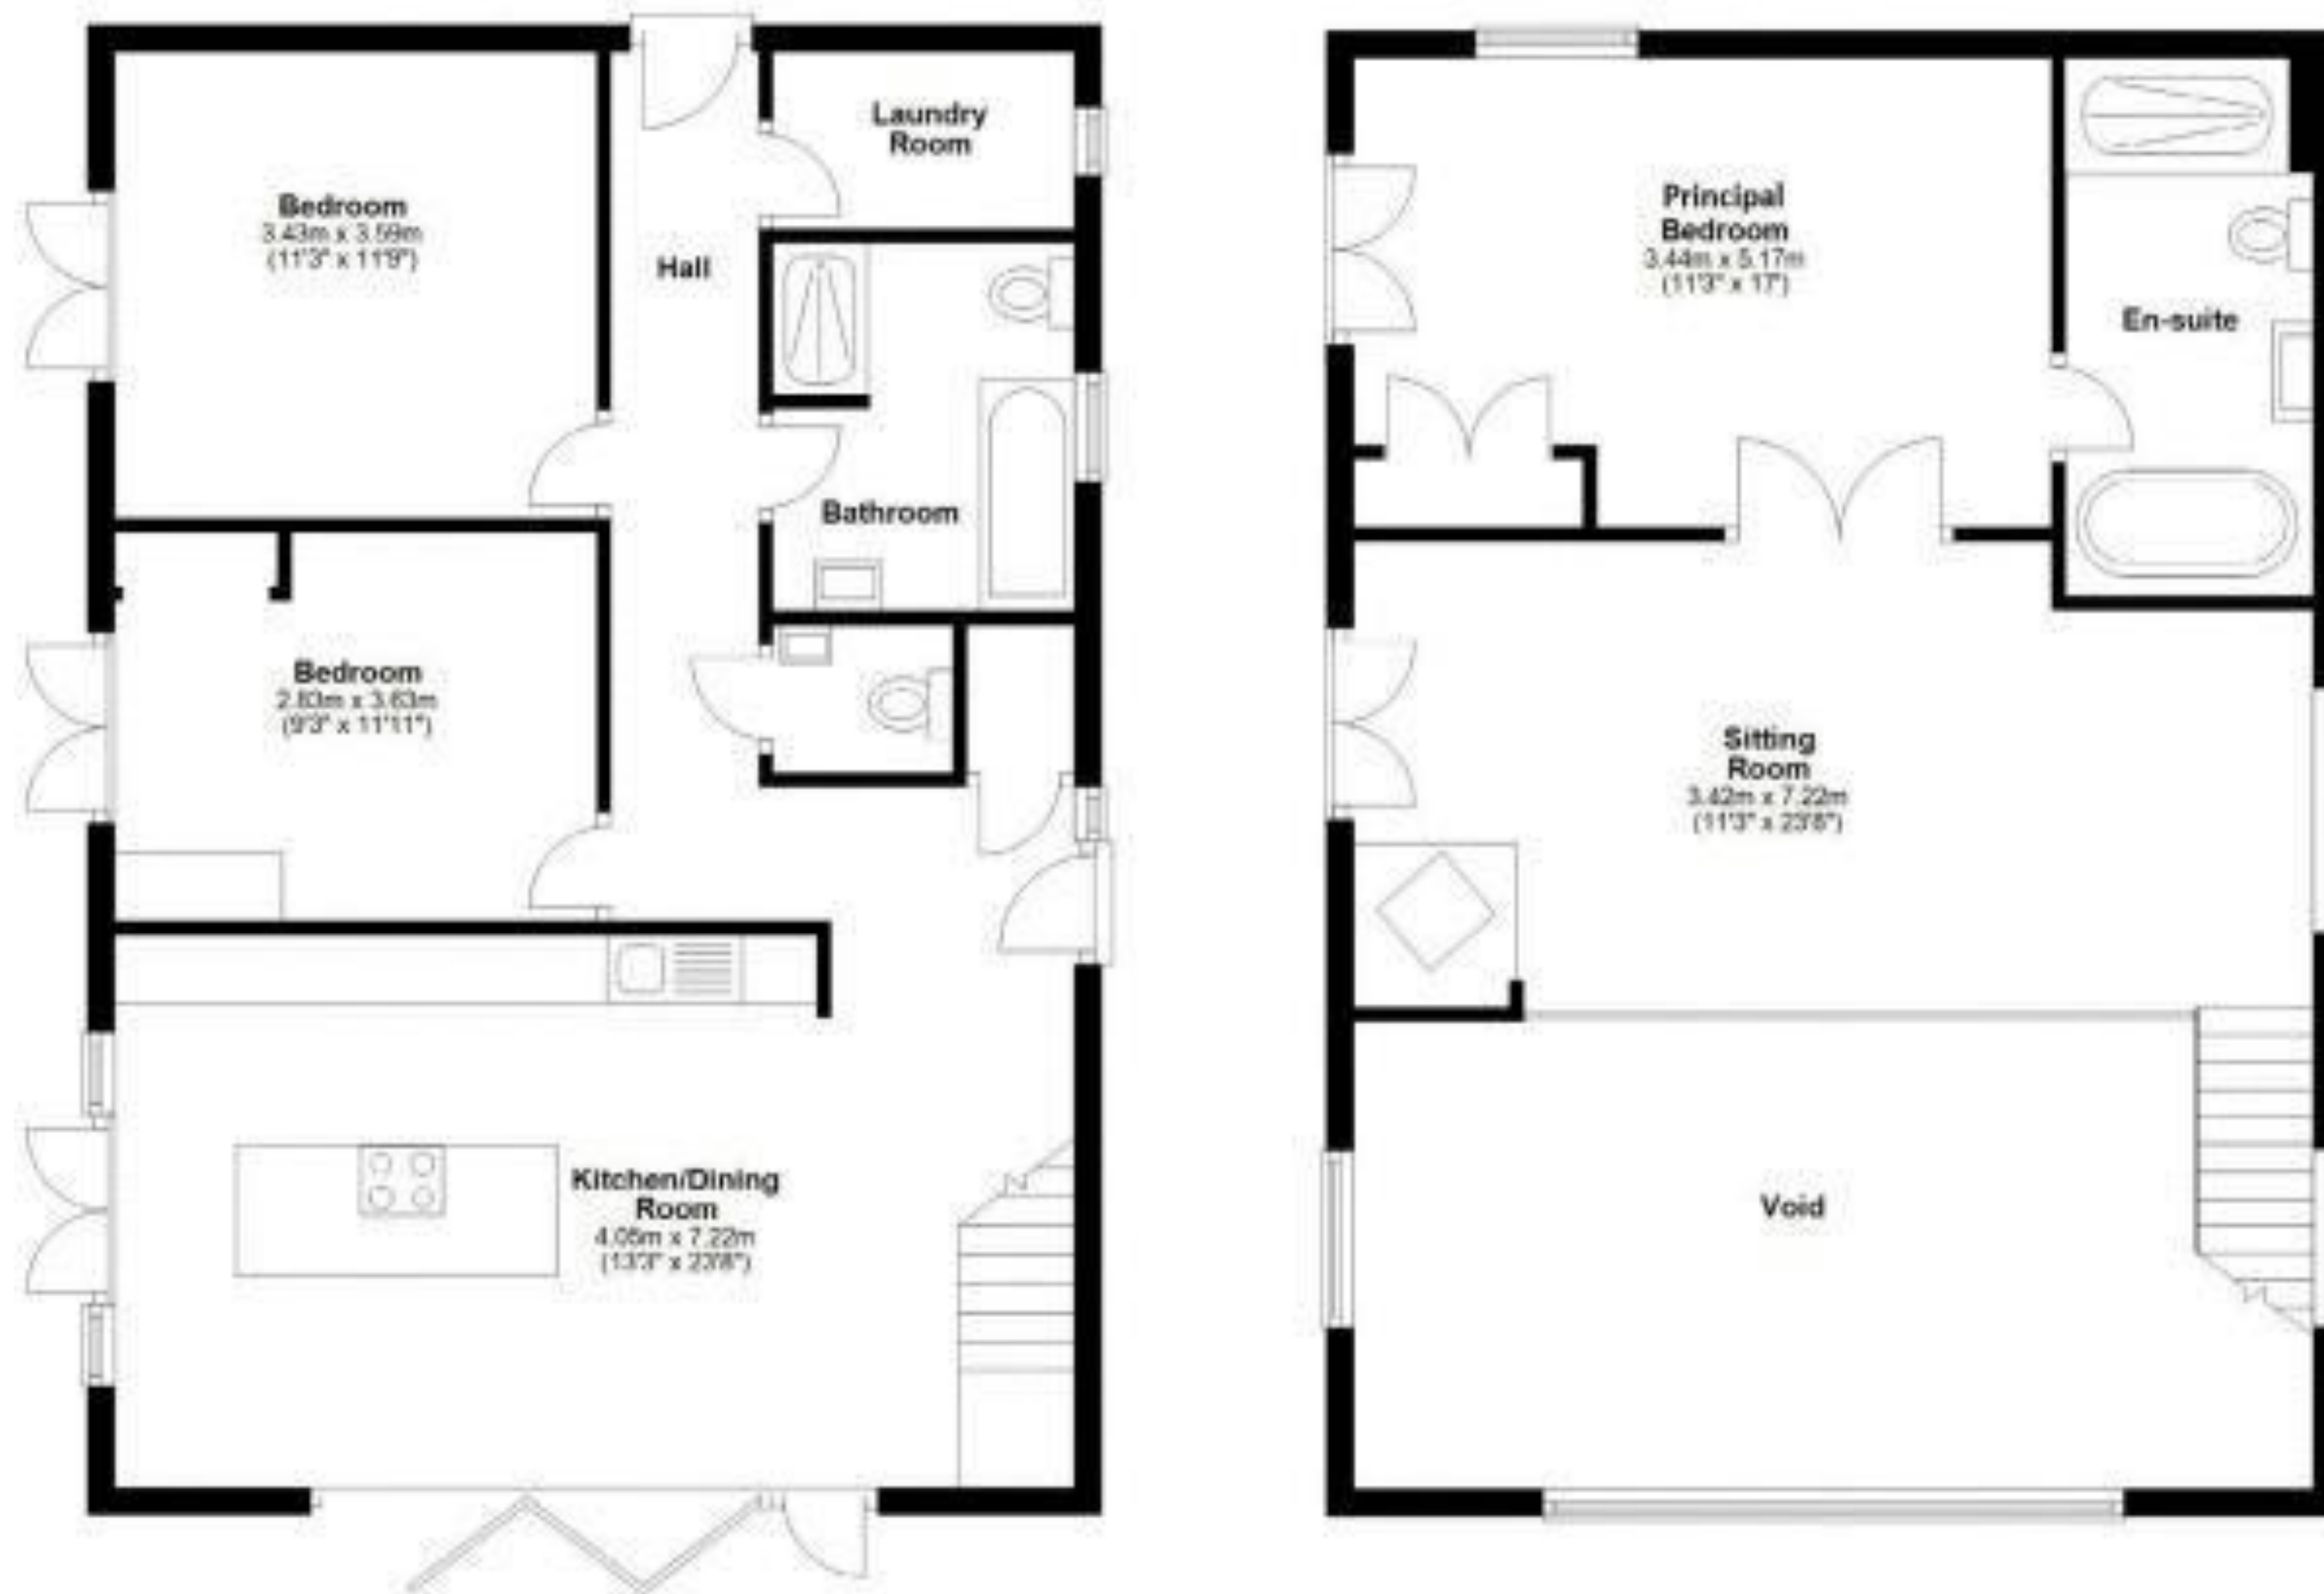 Laundry
Room
Bedroom
3.43m x 3.59m
(11'3" x 11'9")
Hall
Bathroom
Bedroom
2.83m x 3.63m
(9'3" x 11'11")
Kitchen/Dining
Room
4.05m x 7.22m
(13'3" x 23'8")
Principal
Bedroom
3.44m x 5.17m
(11'3" x 17')
En-suite
Sitting
Room
3.42m x 7.22m
(11'3" x 23'8")
Void